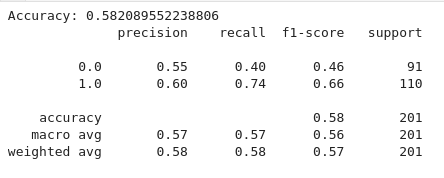 Accuracy: 0.582089552238806
precision recall f1-score support
0.0 0.55 0.40 0.46 91
1.0 0.60 0.74 0.66 110
accuracy 0.58 201
macro avg 0.57 0.57 0.56 201
weighted avg 0.58 0.58 0.57 201